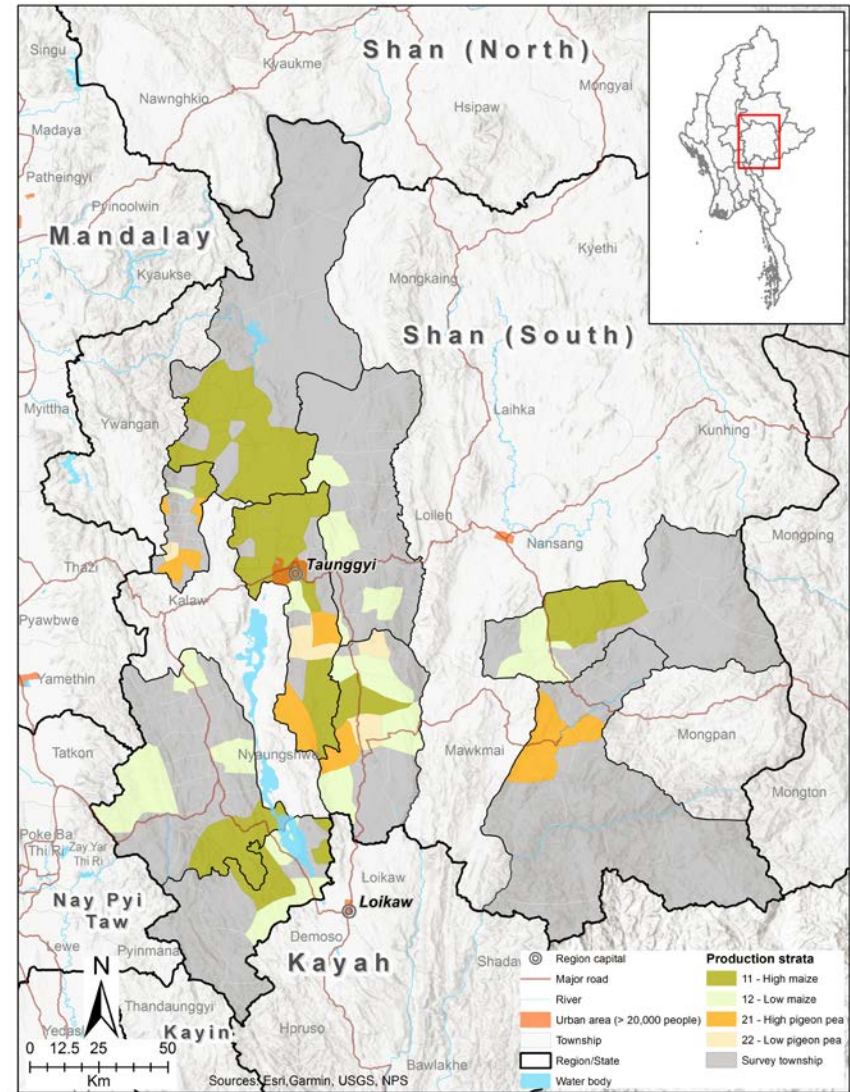 Shan (North)
Singu
Kyaukme
Mongyai
Nawnghkio
Hsipaw
Madaya
Patheingyi
Pyinoolwin
Mandalay
Kyaukse
Kyethi
Mongkaing
Shan (South)
Myittha
Ywangan
Laihka
Kunhing
Loilen
Mongping
Nansang
Thazi
Taunggyi
Kalaw
Pyawbwe
Yamethin
Mongpan
Tatkon
Nyaungshwe
Mawkmai
Mongton
Poke Ba
Thi Ri
Zay Yar
Thi Ri
Loikaw
Nay Pyi
Taw
Loikaw
Lewe
Pyinmana
Demoso
Kayah
Shadaw
N
Thandaunggyi
Yedashe
Kayin
Hpruso
Bawlakhe
0 12.5 25 50
Km
Sources: Esri,Garmin, USGS, NPS
Region capital
Major road
River
Urban area (> 20,000 people)
Township
Region/State
Water body
Production strata
11 - High maize
12 - Low maize
21 - High pigeon pea
22 - Low pigeon pea
Survey township